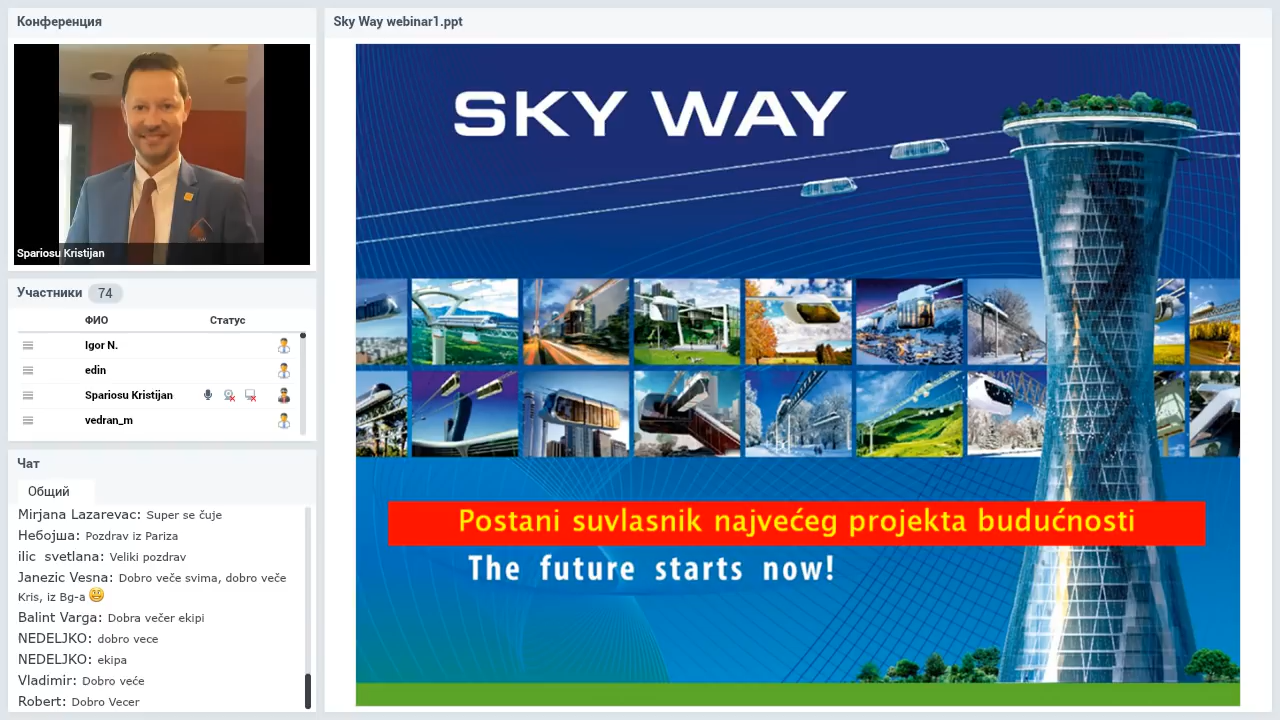 Конференция
Spariosu Kristijan
Участники 74
ФИО Статус
Igor N.
edin
Spariosu Kristijan
vedran_m
Чат
Общий
Mirjana Lazarevac: Super se čuje
Небојша: Pozdrav iz Pariza
ilic svetlana: Veliki pozdrav
Janezic Vesna: Dobro veče svima, dobro veče
Kris, iz Bg-a
Balint Varga: Dobra večer ekipi
NEDELJKO: dobro vece
NEDELJKO: ekipa
Vladimir: Dobro veće
Robert: Dobro Vecer
Sky Way webinar1.ppt
SKY WAY
Postani suvlasnik najvećeg projekta budućnosti
The future starts now!